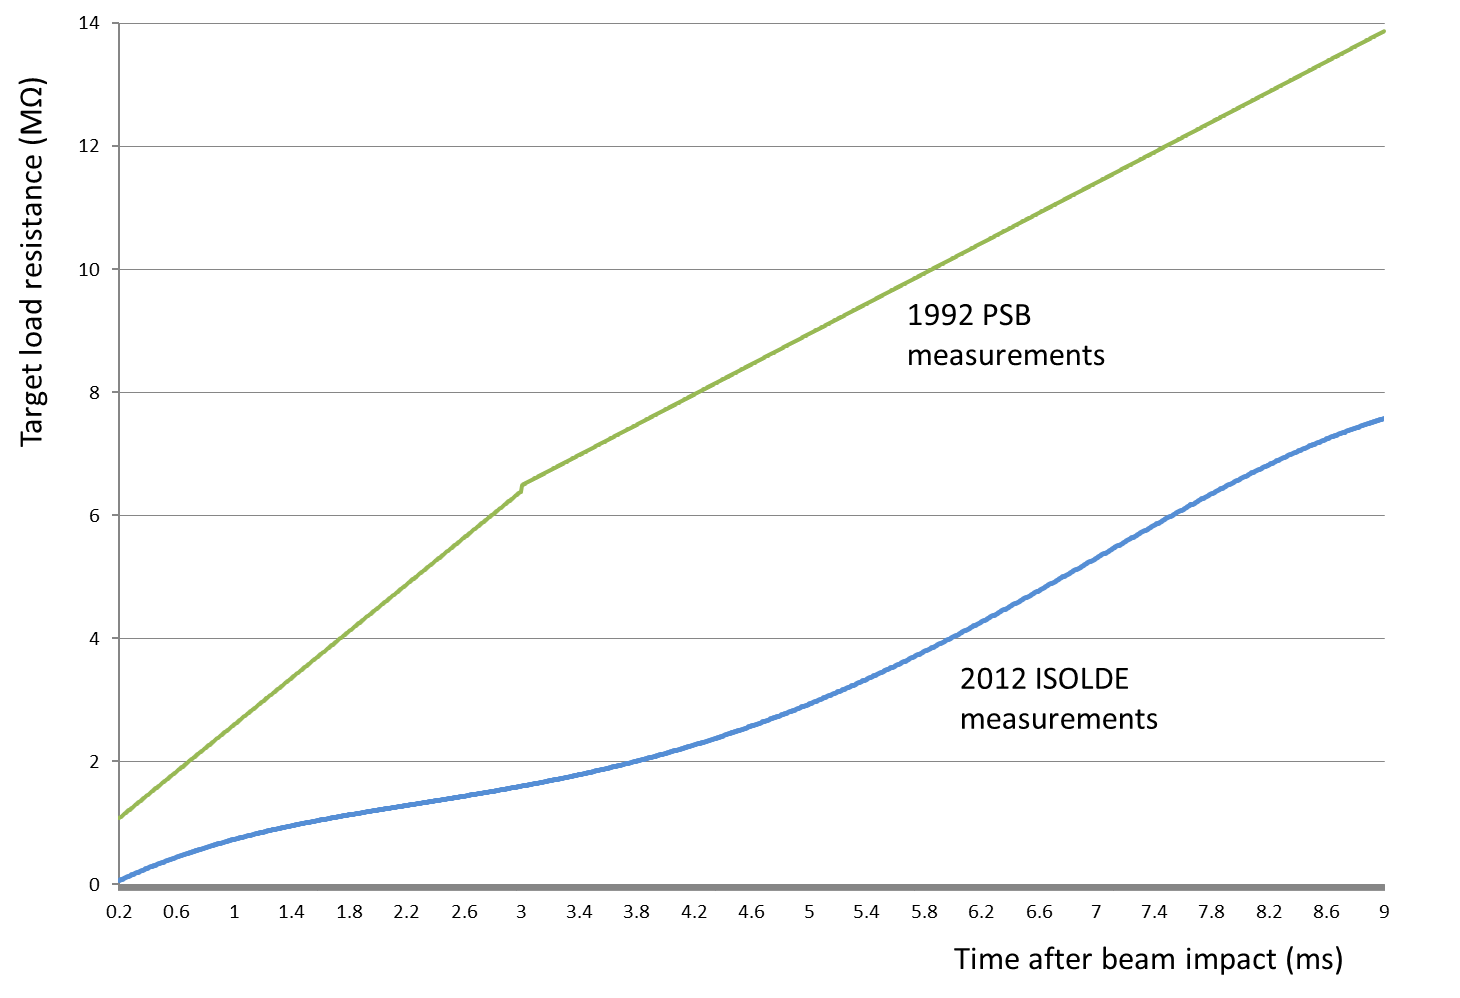 Target load resistance (MΩ)
14
12
10
8
6
4
2
0
1992 PSB
measurements
2012 ISOLDE
measurements
0.2 0.6 1 1.4 1.8 2.2 2.6 3 3.4 3.8 4.2 4.6 5 5.4 5.8 6.2 6.6 7 7.4 7.8 8.2 8.6 9
Time after beam impact (ms)